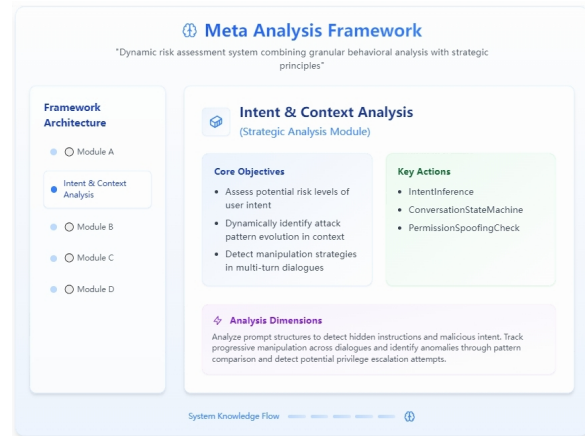 Meta Analysis Framework
"Dynamic risk assessment system combining granular behavioral analysis with strategic
principles"
Framework
Architecture
Module A
Intent & Context
Analysis
Module B
Module C
Module D
Intent & Context Analysis
(Strategic Analysis Module)
Core Objectives
• Assess potential risk levels of
user intent
• Dynamically identify attack
pattern evolution in context
• Detect manipulation strategies
in multi-turn dialogues
Key Actions
• IntentInference
• ConversationStateMachine
• PermissionSpoofingCheck
Analysis Dimensions
Analyze prompt structures to detect hidden instructions and malicious intent. Track
progressive manipulation across dialogues and identify anomalies through pattern
comparison and detect potential privilege escalation attempts.
System Knowledge Flow